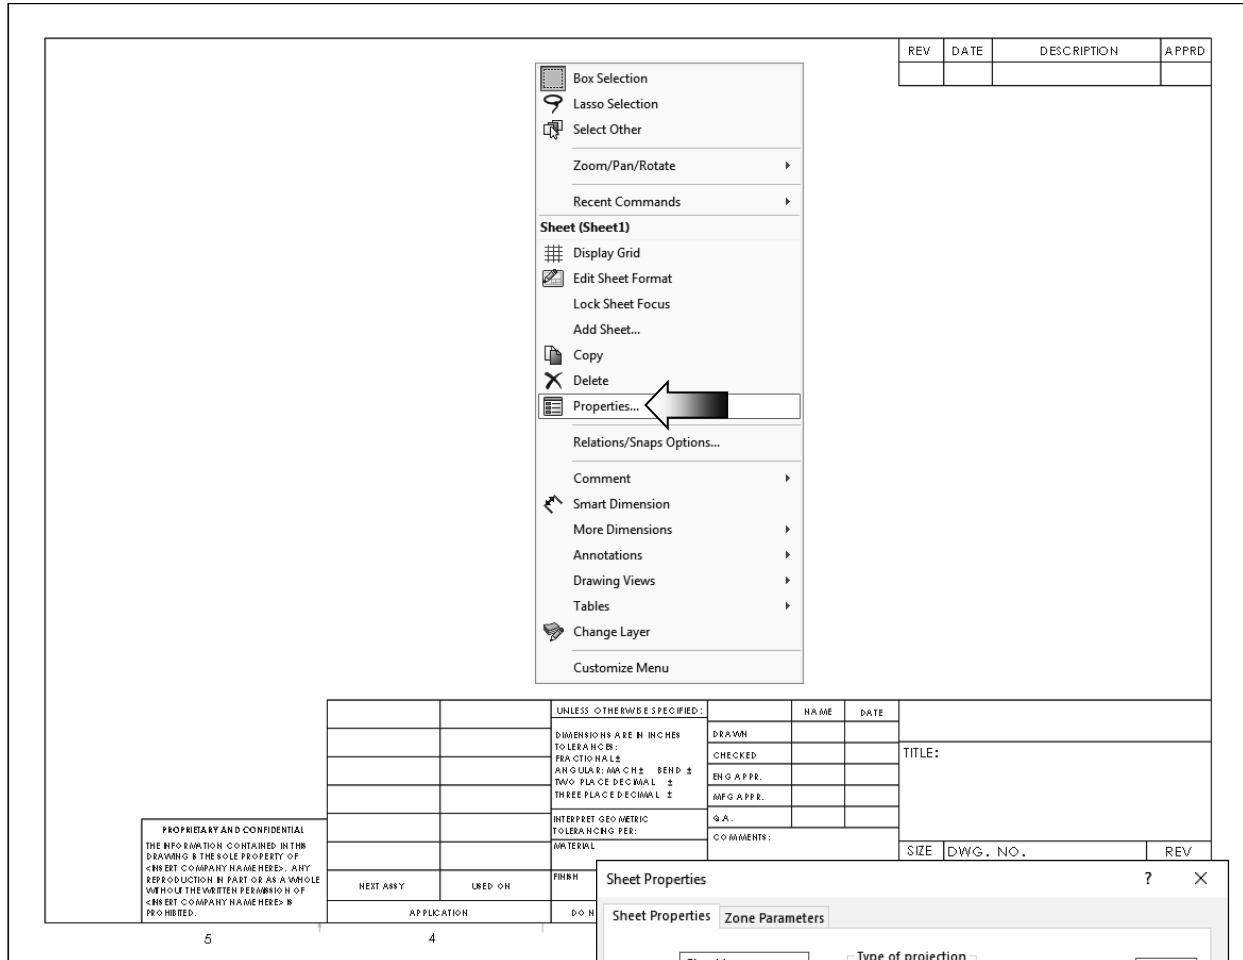 REV DATE DESCRIPTION APPRD
Box Selection
Lasso Selection
Select Other
Zoom/Pan/Rotate
Recent Commands
Sheet (Sheet1)
Display Grid
Edit Sheet Format
Lock Sheet Focus
Add Sheet...
Copy
Delete
Properties...
Relations/Snaps Options...
Comment
Smart Dimension
More Dimensions
Annotations
Drawing Views
Tables
Change Layer
Customize Menu
UNLESS OTHERWISE SPECIFIED:
DIMENSIONS ARE IN INCHES
TOLERANCES:
FRACTIONAL±
ANGULAR: MACH± BEND ±
TWO PLACE DECIMAL ±
THREE PLACE DECIMAL ±
INTERPRET GEOMETRIC
TOLERANCING PER:
MATERIAL
FINISH
NAME DATE
DRAWN
CHECKED
ENG APPR.
MFG APPR.
Q.A.
COMMENTS:
TITLE:
SIZE DWG. NO. REV
PROPRIETARY AND CONFIDENTIAL
THE INFORMATION CONTAINED IN THIS
DRAWING IS THE SOLE PROPERTY OF
<INSERT COMPANY NAME HERE>. ANY
REPRODUCTION IN PART OR AS A WHOLE
WITHOUT THE WRITTEN PERMISSION OF
<INSERT COMPANY NAME HERE> IS
PROHIBITED.
NEXT ASSY USED ON
APPLICATION
DO
5 4
Sheet Properties ? ×
Sheet Properties Zone Parameters
Type of projection